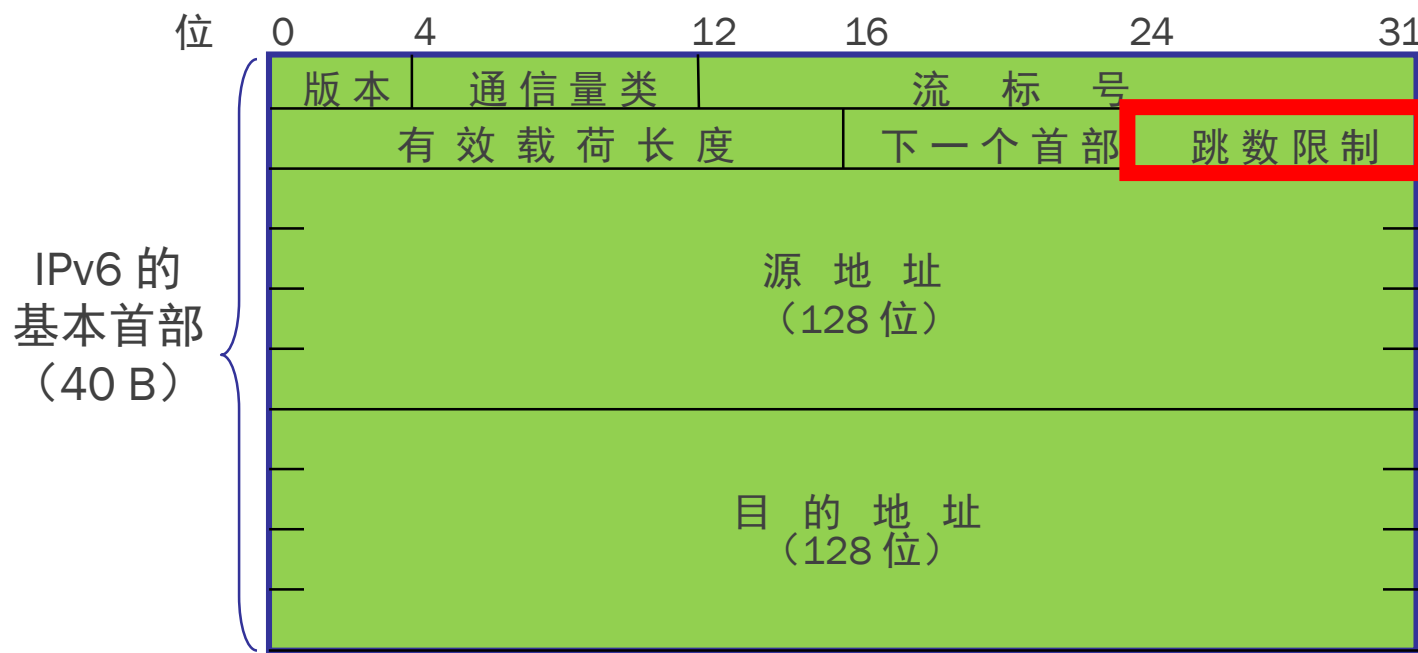 位 0 4 12 16 24 31
版 本 通 信 量 类 流 标 号
有 效 载 荷 长 度 下 一 个 首 部 跳 数 限 制
IPv6 的
基本首部
（40 B）
源 地 址
（128 位）
目 的 地 址
（128 位）